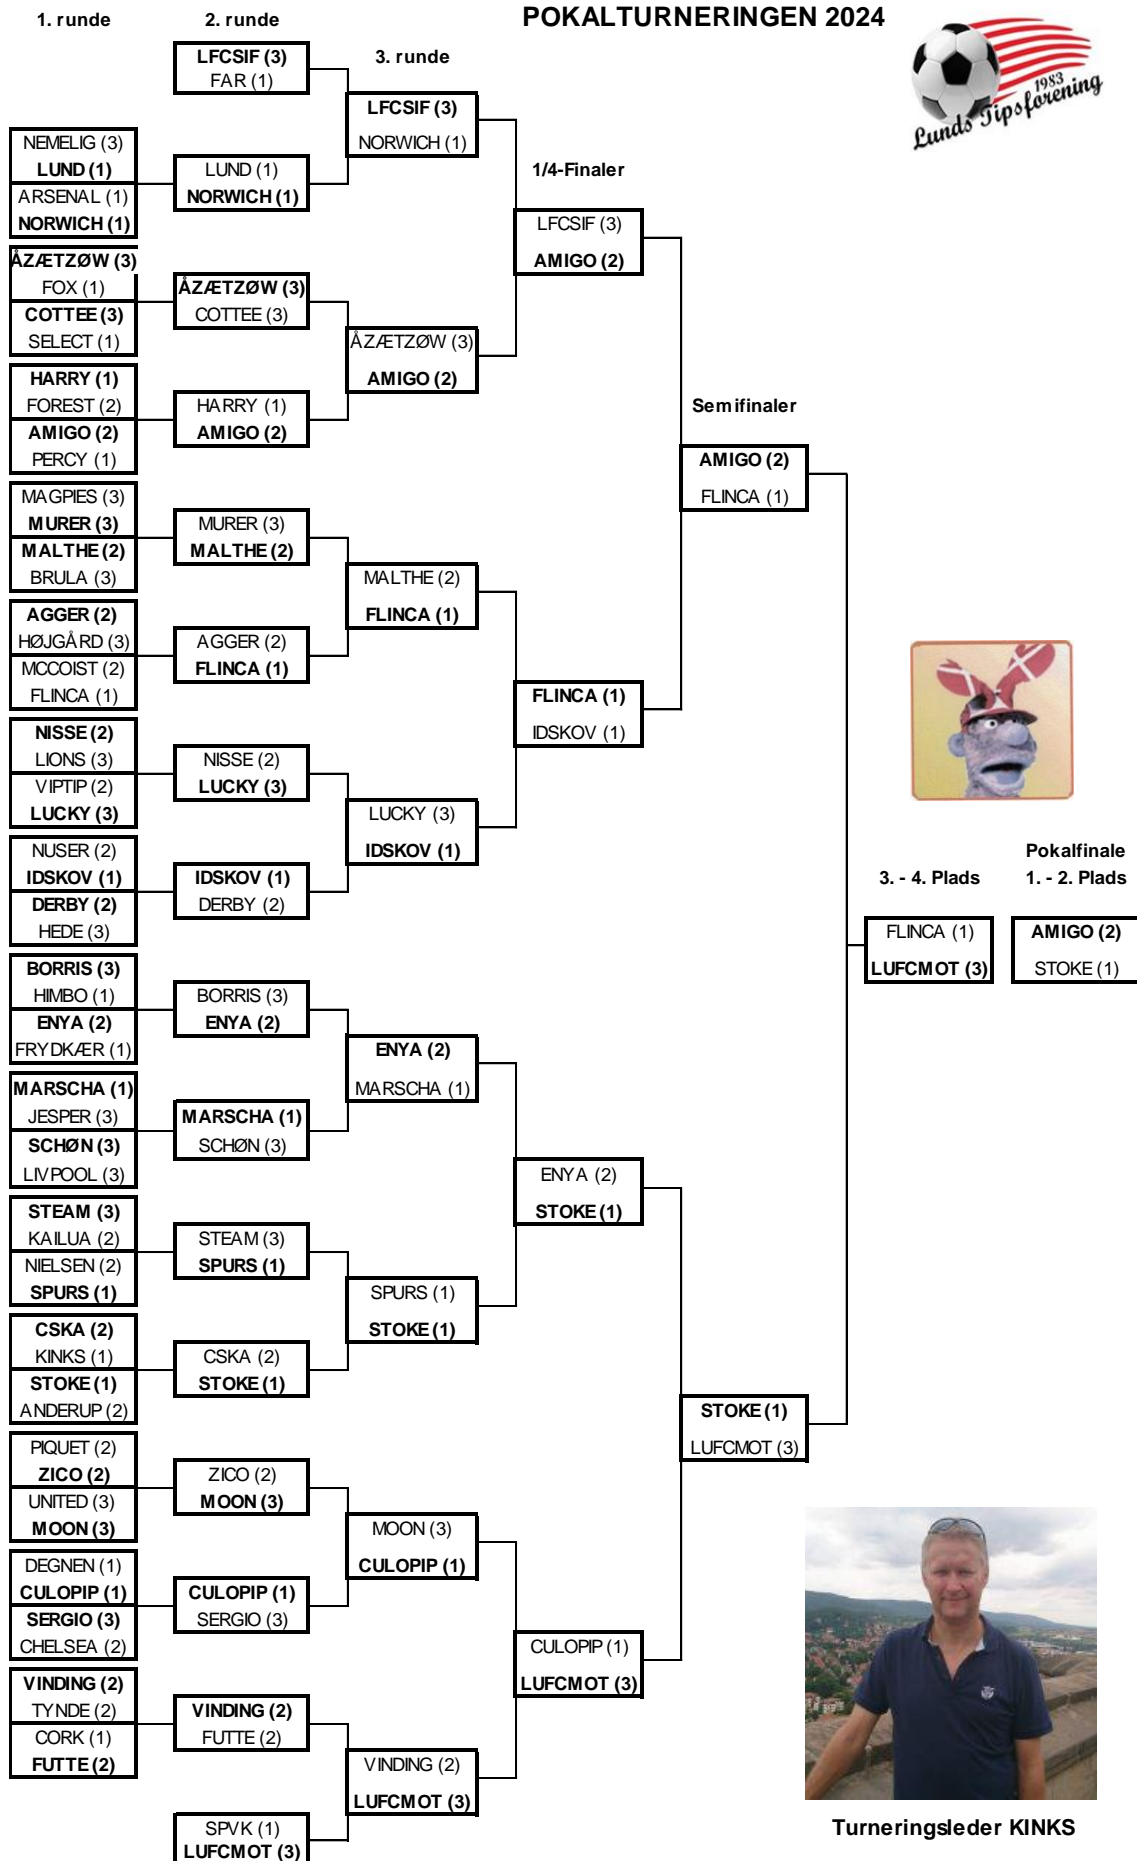 POKALTURNERINGEN 2024
1983
Lunds Tipsforening
1. runde
NEMELIG (3)
LUND (1)
ARSENAL (1)
NORWICH (1)
ÅZÆTZØW (3)
FOX (1)
COTTEE (3)
SELECT (1)
HARRY (1)
FOREST (2)
AMIGO (2)
PERCY (1)
MAGPIES (3)
MURER (3)
MALTHE (2)
BRULA (3)
AGGER (2)
HØJGÅRD (3)
MCCOIST (2)
FLINCA (1)
NISSE (2)
LIONS (3)
VIPTIP (2)
LUCKY (3)
NUSER (2)
IDSKOV (1)
DERBY (2)
HEDE (3)
BORRIS (3)
HIMBO (1)
ENYA (2)
FRYDKÆR (1)
MARSCHA (1)
JESPER (3)
SCHØN (3)
LIVPOOL (3)
STEAM (3)
KAILUA (2)
NIELSEN (2)
SPURS (1)
CSKA (2)
KINKS (1)
STOKE (1)
ANDERUP (2)
PIQUET (2)
ZICO (2)
UNITED (3)
MOON (3)
DEGNEN (1)
CULOPIP (1)
SERGIO (3)
CHELSEA (2)
VINDING (2)
TYNDE (2)
CORK (1)
FUTTE (2)
2. runde
LFCSIF (3)
FAR (1)
LUND (1)
NORWICH (1)
ÅZÆTZØW (3)
COTTEE (3)
HARRY (1)
AMIGO (2)
MURER (3)
MALTHE (2)
AGGER (2)
FLINCA (1)
NISSE (2)
LUCKY (3)
IDSKOV (1)
DERBY (2)
BORRIS (3)
ENYA (2)
MARSCHA (1)
SCHØN (3)
STEAM (3)
SPURS (1)
CSKA (2)
STOKE (1)
ZICO (2)
MOON (3)
CULOPIP (1)
SERGIO (3)
VINDING (2)
FUTTE (2)
SPVK (1)
LUFCMOT (3)
3. runde
LFCSIF (3)
NORWICH (1)
ÅZÆTZØW (3)
AMIGO (2)
MALTHE (2)
FLINCA (1)
LUCKY (3)
IDSKOV (1)
ENYA (2)
MARSCHA (1)
SPURS (1)
STOKE (1)
MOON (3)
CULOPIP (1)
VINDING (2)
LUFCMOT (3)
1/4-Finaler
LFCSIF (3)
AMIGO (2)
FLINCA (1)
IDSKOV (1)
ENYA (2)
STOKE (1)
CULOPIP (1)
LUFCMOT (3)
Semifinaler
AMIGO (2)
FLINCA (1)
STOKE (1)
LUFCMOT (3)
3. - 4. Plads
FLINCA (1)
LUFCMOT (3)
Pokalfinale
1. - 2. Plads
AMIGO (2)
STOKE (1)
Turneringsleder KINKS